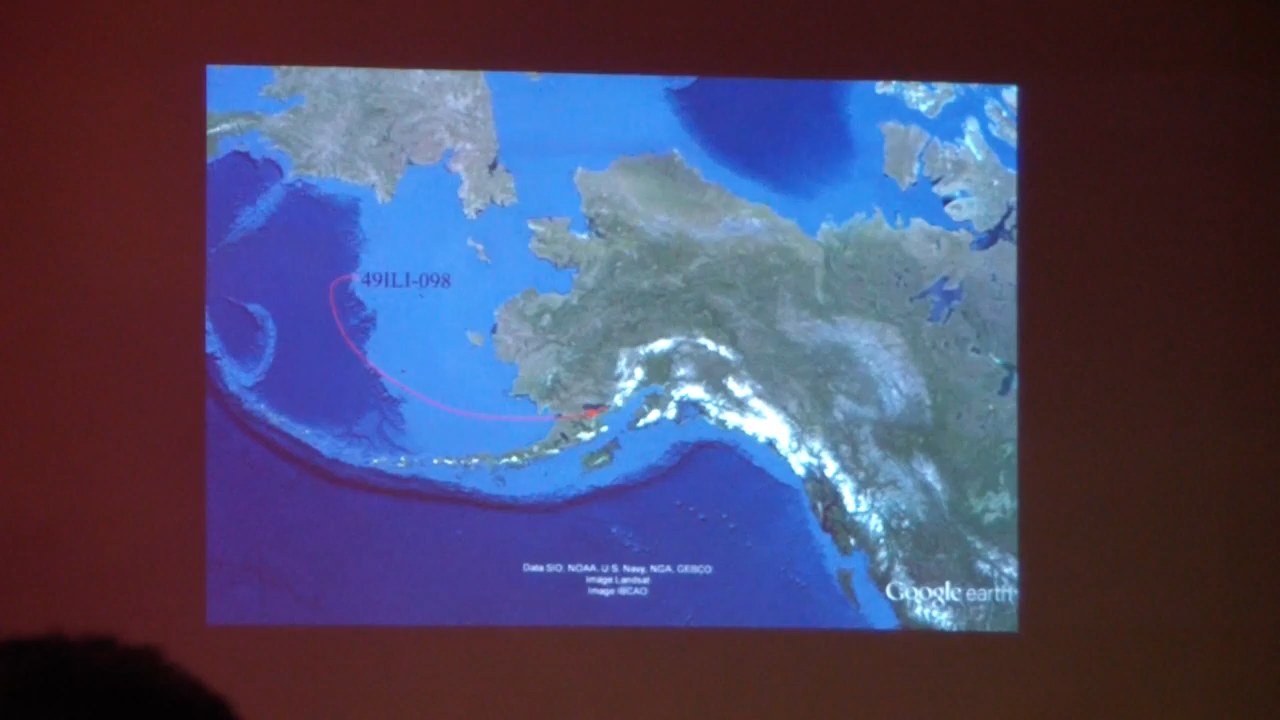 49ILI-098
Data SIO, NOAA, U.S. Navy, NGA, GEBCO
Image Landsat
Image IBCAO
Google earth